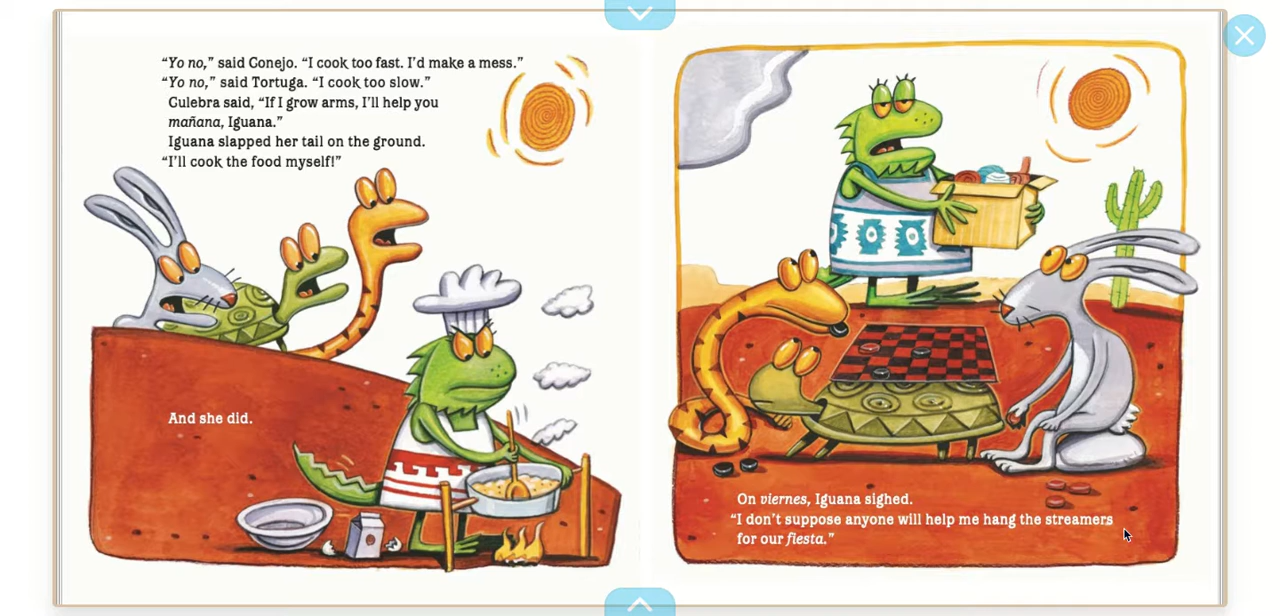 “Yo no,” said Conejo. “I cook too fast. I’d make a mess.”
“Yo no,” said Tortuga. “I cook too slow.”
Culebra said, “If I grow arms, I’ll help you
mañana, Iguana.”
Iguana slapped her tail on the ground.
“I’ll cook the food myself!”
And she did.
On viernes, Iguana sighed.
“I don’t suppose anyone will help me hang the streamers
for our fiesta.”